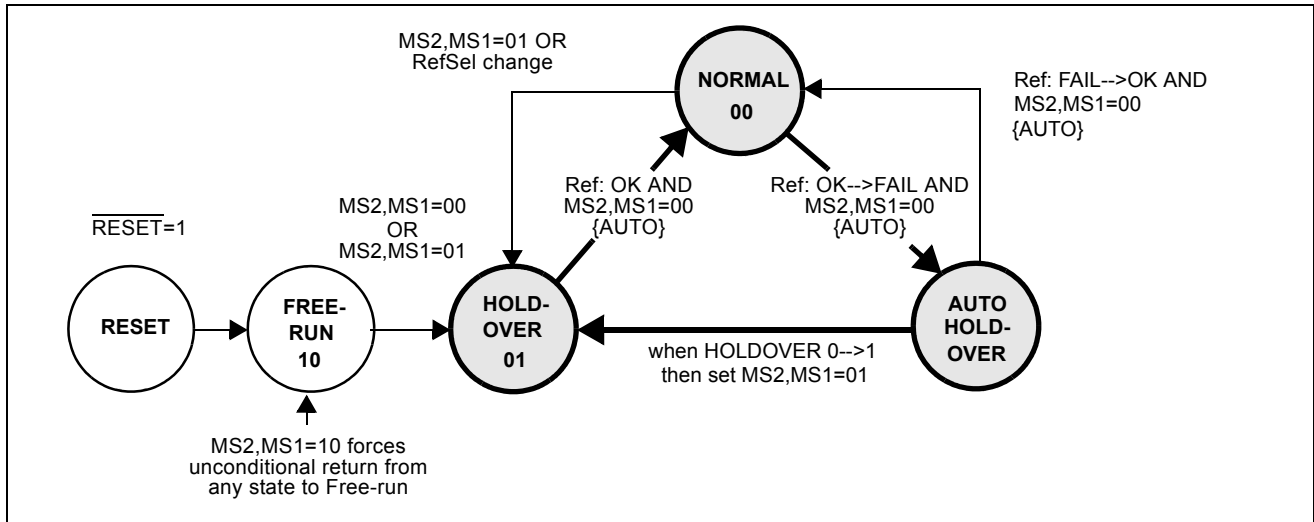 MS2,MS1=01 OR
RefSel change
NORMAL
00
Ref: FAIL-->OK AND
MS2,MS1=00
{AUTO}
Ref: OK AND
MS2,MS1=00
{AUTO}
Ref: OK-->FAIL AND
MS2,MS1=00
{AUTO}
RESET=1
MS2,MS1=00
OR
MS2,MS1=01
RESET
FREE-
RUN
10
HOLD-
OVER
01
AUTO
HOLD-
OVER
when HOLDOVER 0-->1
then set MS2,MS1=01
MS2,MS1=10 forces
unconditional return from
any state to Free-run